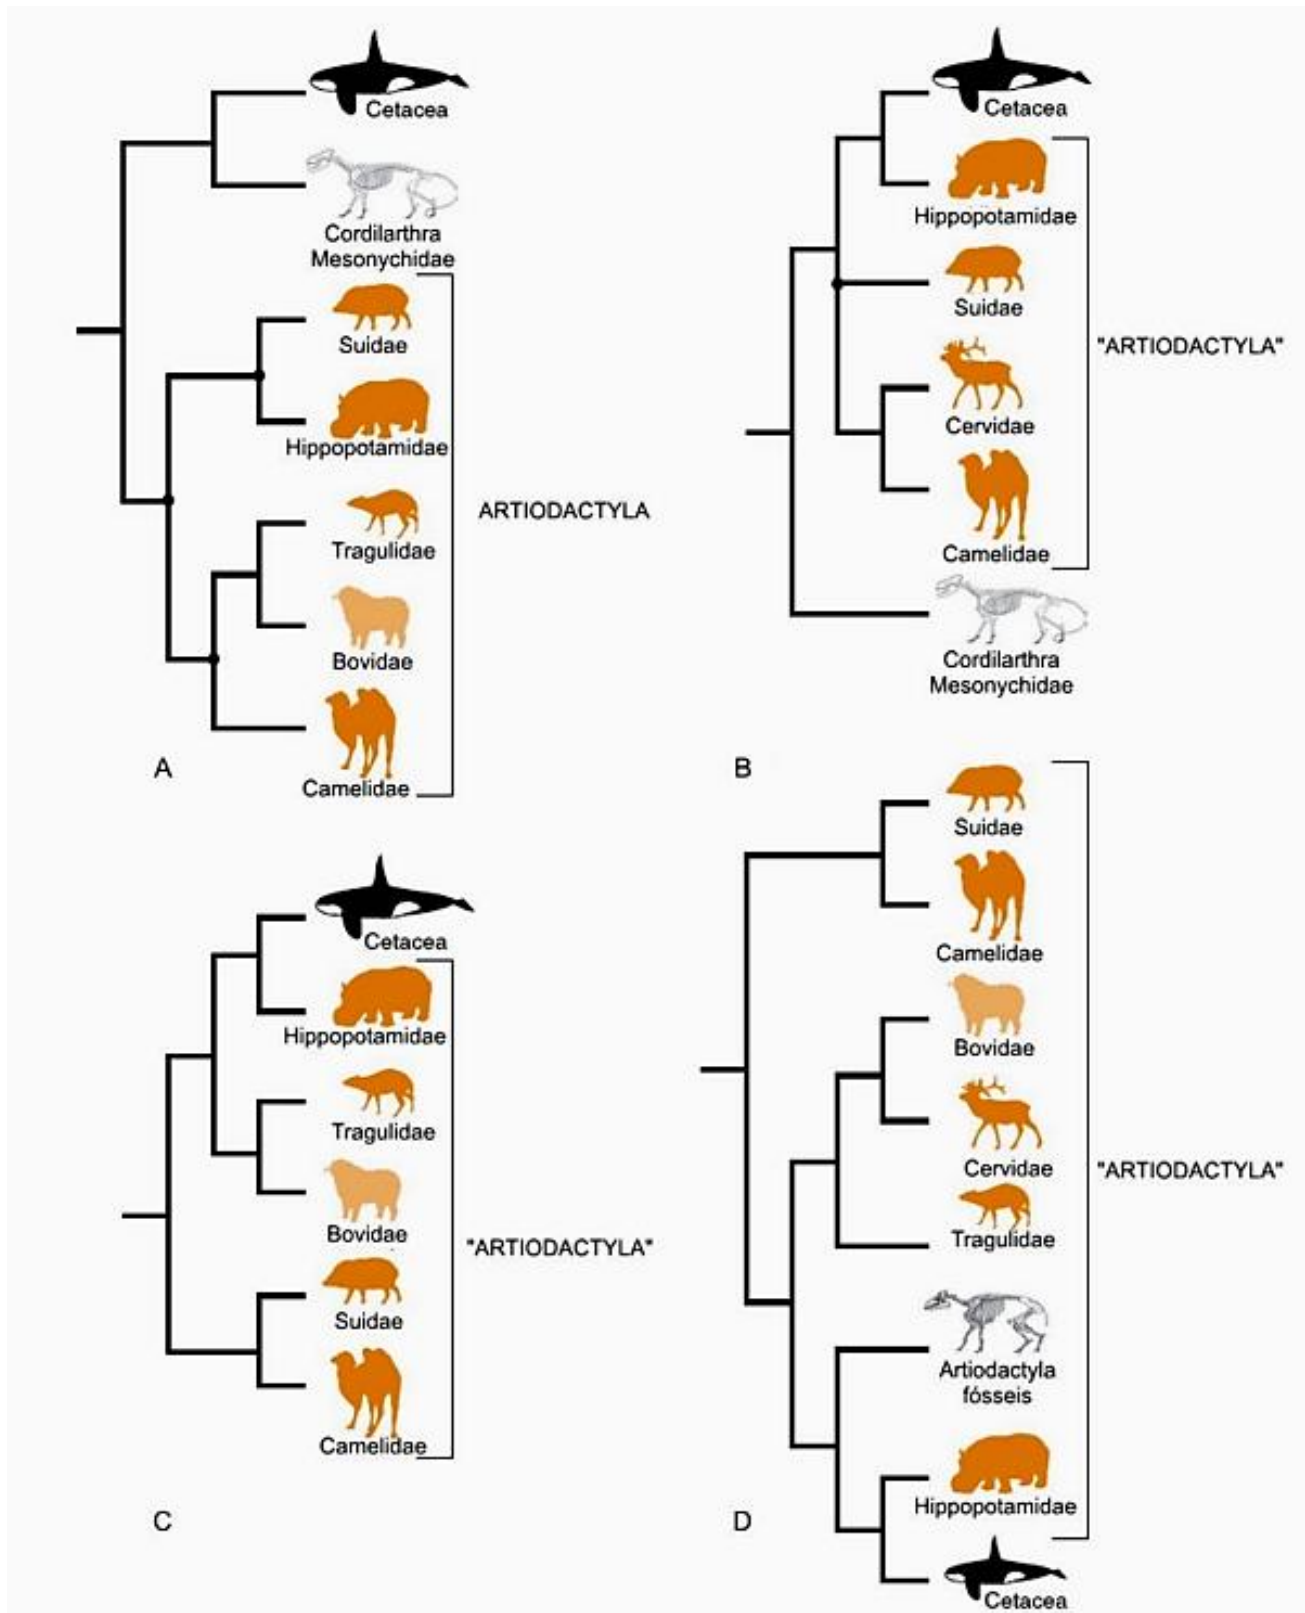 Cetacea
Cordilarthra
Mesonychidae
Suidae
Hippopotamidae
Tragulidae
Bovidae
Camelidae
ARTIODACTYLA
A
Cetacea
Hippopotamidae
Suidae
Cervidae
Camelidae
Cordilarthra
Mesonychidae
"ARTIODACTYLA"
B
Cetacea
Hippopotamidae
Tragulidae
Bovidae
Suidae
Camelidae
"ARTIODACTYLA"
C
Suidae
Camelidae
Bovidae
Cervidae
Tragulidae
Artiodactyla
fósseis
Hippopotamidae
Cetacea
"ARTIODACTYLA"
D